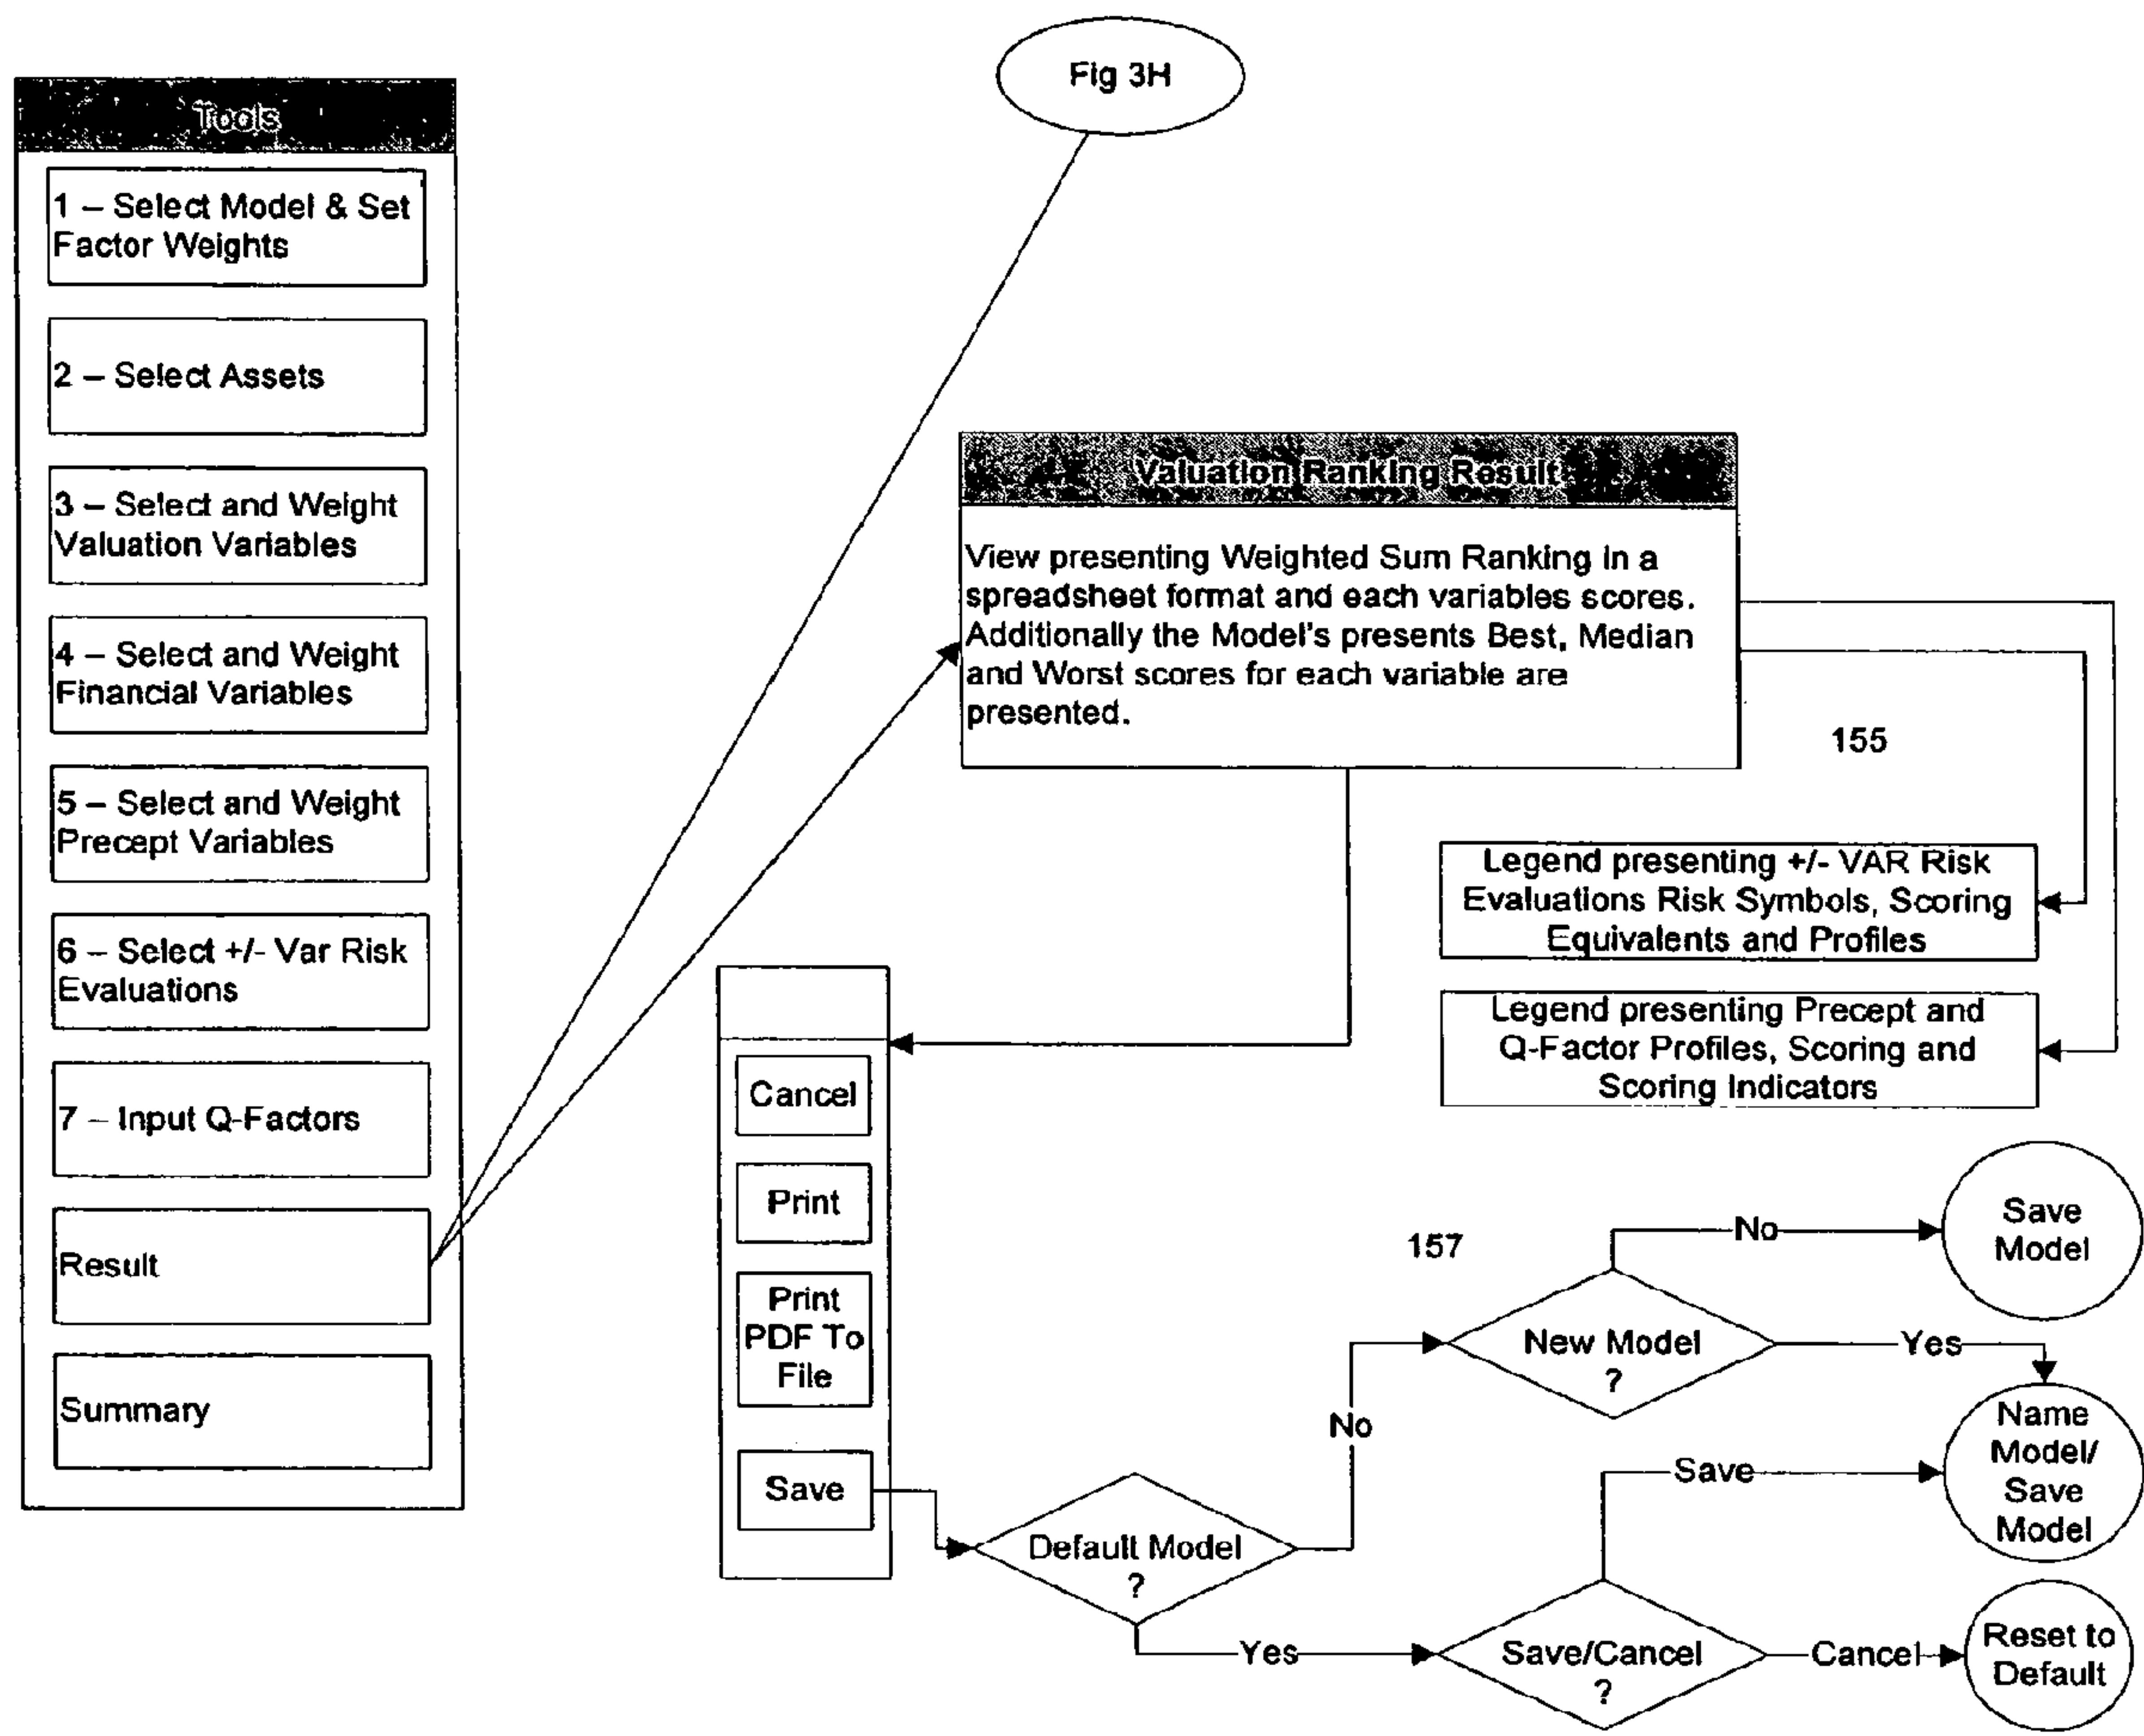 Fig 3H
Tools
1 – Select Model & Set
Factor Weights
2 – Select Assets
3 – Select and Weight
Valuation Variables
4 – Select and Weight
Financial Variables
5 – Select and Weight
Precept Variables
6 – Select +/- Var Risk
Evaluations
7 – Input Q-Factors
Result
Summary
Valuation Ranking Result
View presenting Weighted Sum Ranking in a
spreadsheet format and each variables scores.
Additionally the Model's presents Best, Median
and Worst scores for each variable are
presented.
155
Legend presenting +/- VAR Risk
Evaluations Risk Symbols, Scoring
Equivalents and Profiles
Legend presenting Precept and
Q-Factor Profiles, Scoring and
Scoring Indicators
Cancel
Print
Print
PDF To
File
Save
157
Default Model
?
No
New Model
?
No
Save
Model
Yes
Name
Model/
Save
Model
Yes
Save/Cancel
?
Save
Cancel
Reset to
Default